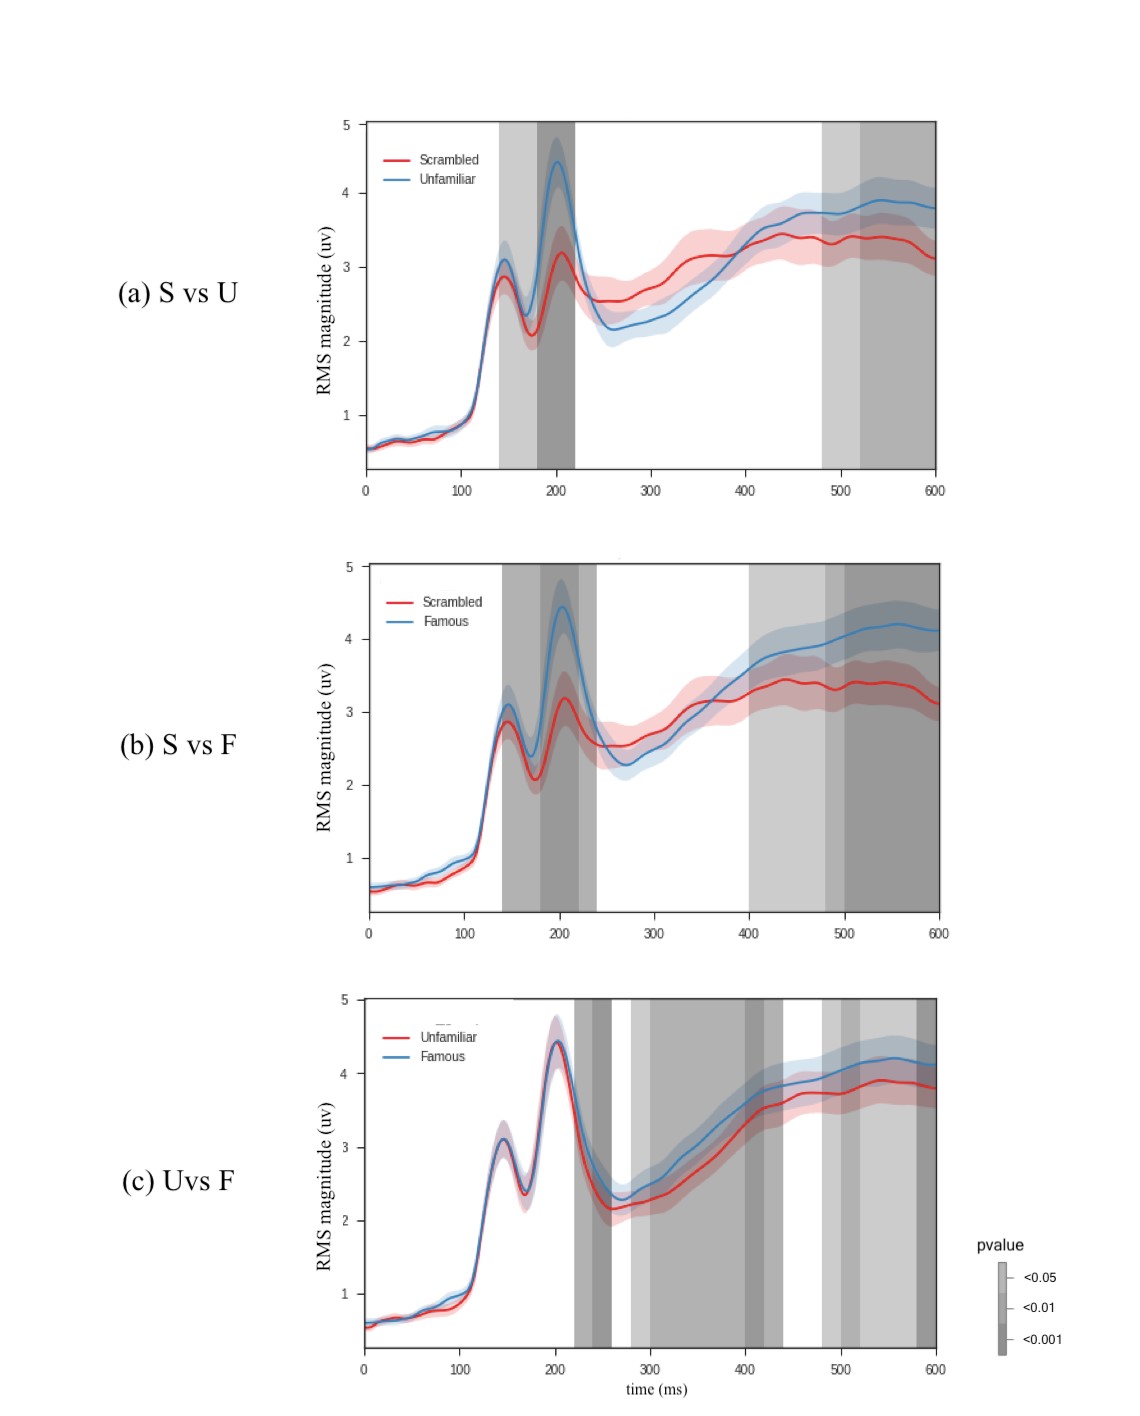 (a) S vs U
RMS magnitude (uv)
5
4
3
2
1
Scrambled
Unfamiliar
0 100 200 300 400 500 600
(b) S vs F
RMS magnitude (uv)
5
4
3
2
1
Scrambled
Famous
0 100 200 300 400 500 600
(c) Uvs F
RMS magnitude (uv)
5
4
3
2
1
Unfamiliar
Famous
0 100 200 300 400 500 600
time (ms)
pvalue
<0.05
<0.01
<0.001